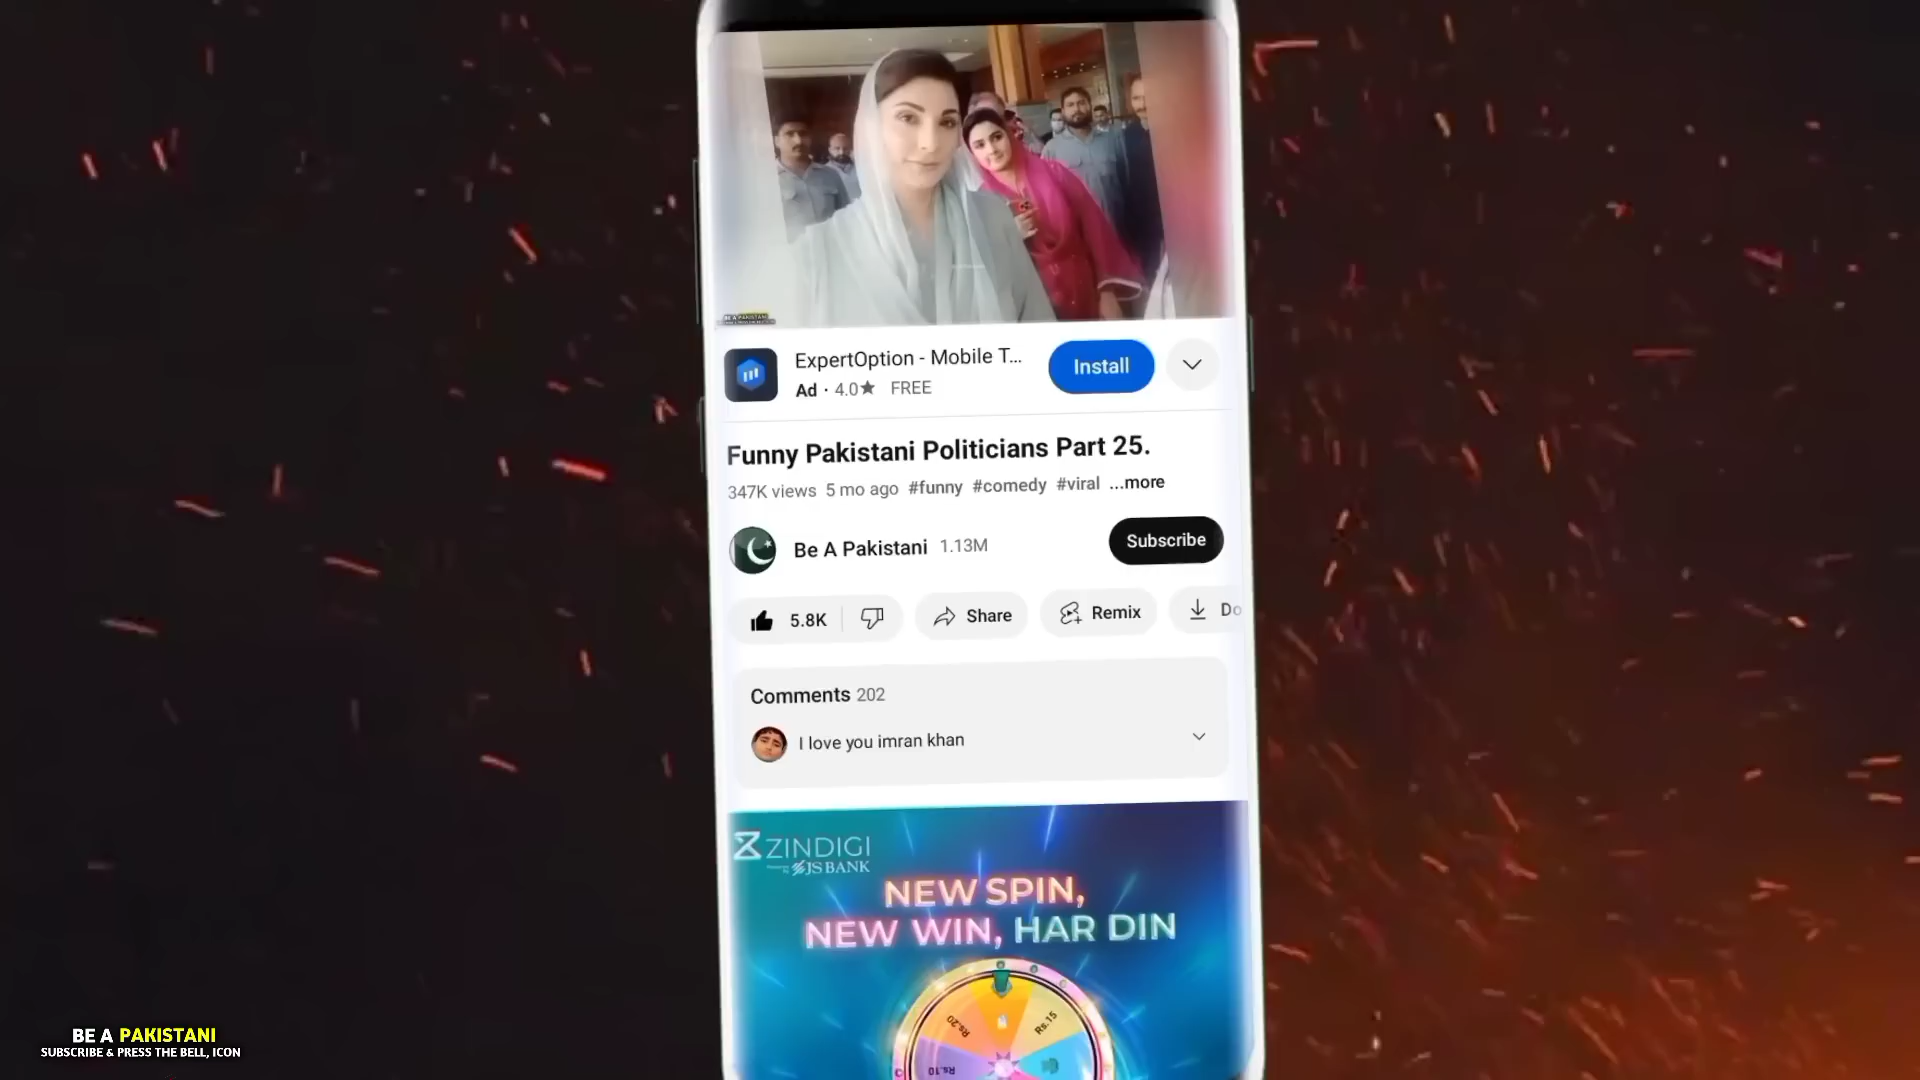 BE A PAKISTANI
ExpertOption - Mobile T...
Install
Ad · 4.0★ FREE
Funny Pakistani Politicians Part 25.
347K views 5 mo ago #funny #comedy #viral ...more
Be A Pakistani 1.13M
Subscribe
5.8K
Share
Remix
Do
Comments 202
I love you imran khan
ZINDIGI
JS BANK
NEW SPIN,
NEW WIN, HAR DIN
Rs.20
Rs.15
Rs.10
BE A PAKISTANI
SUBSCRIBE & PRESS THE BELL, ICON